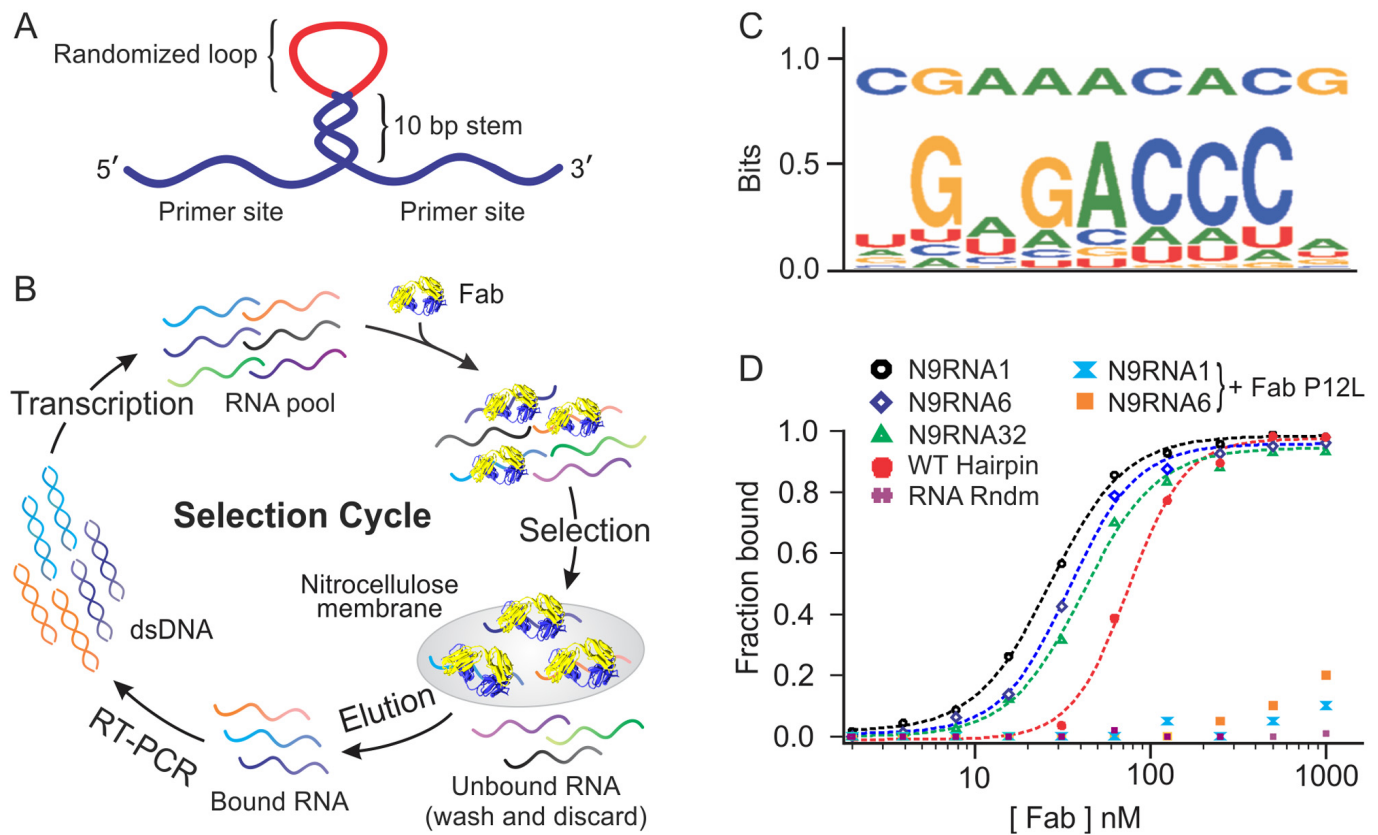 A
Randomized loop
10 bp stem
5′
3′
Primer site
Primer site
B
Fab
RNA pool
Transcription
Selection Cycle
Selection
Nitrocellulose
membrane
dsDNA
Elution
RT-PCR
Bound RNA
Unbound RNA
(wash and discard)
C
Bits
1.0
0.5
0.0
CGAAACACG
GGACCC
D
N9RNA1
N9RNA6
N9RNA32
WT Hairpin
RNA Rndm
N9RNA1
N9RNA6
+ Fab P12L
Fraction bound
1.0
0.8
0.6
0.4
0.2
0.0
10
100
1000
[ Fab ] nM